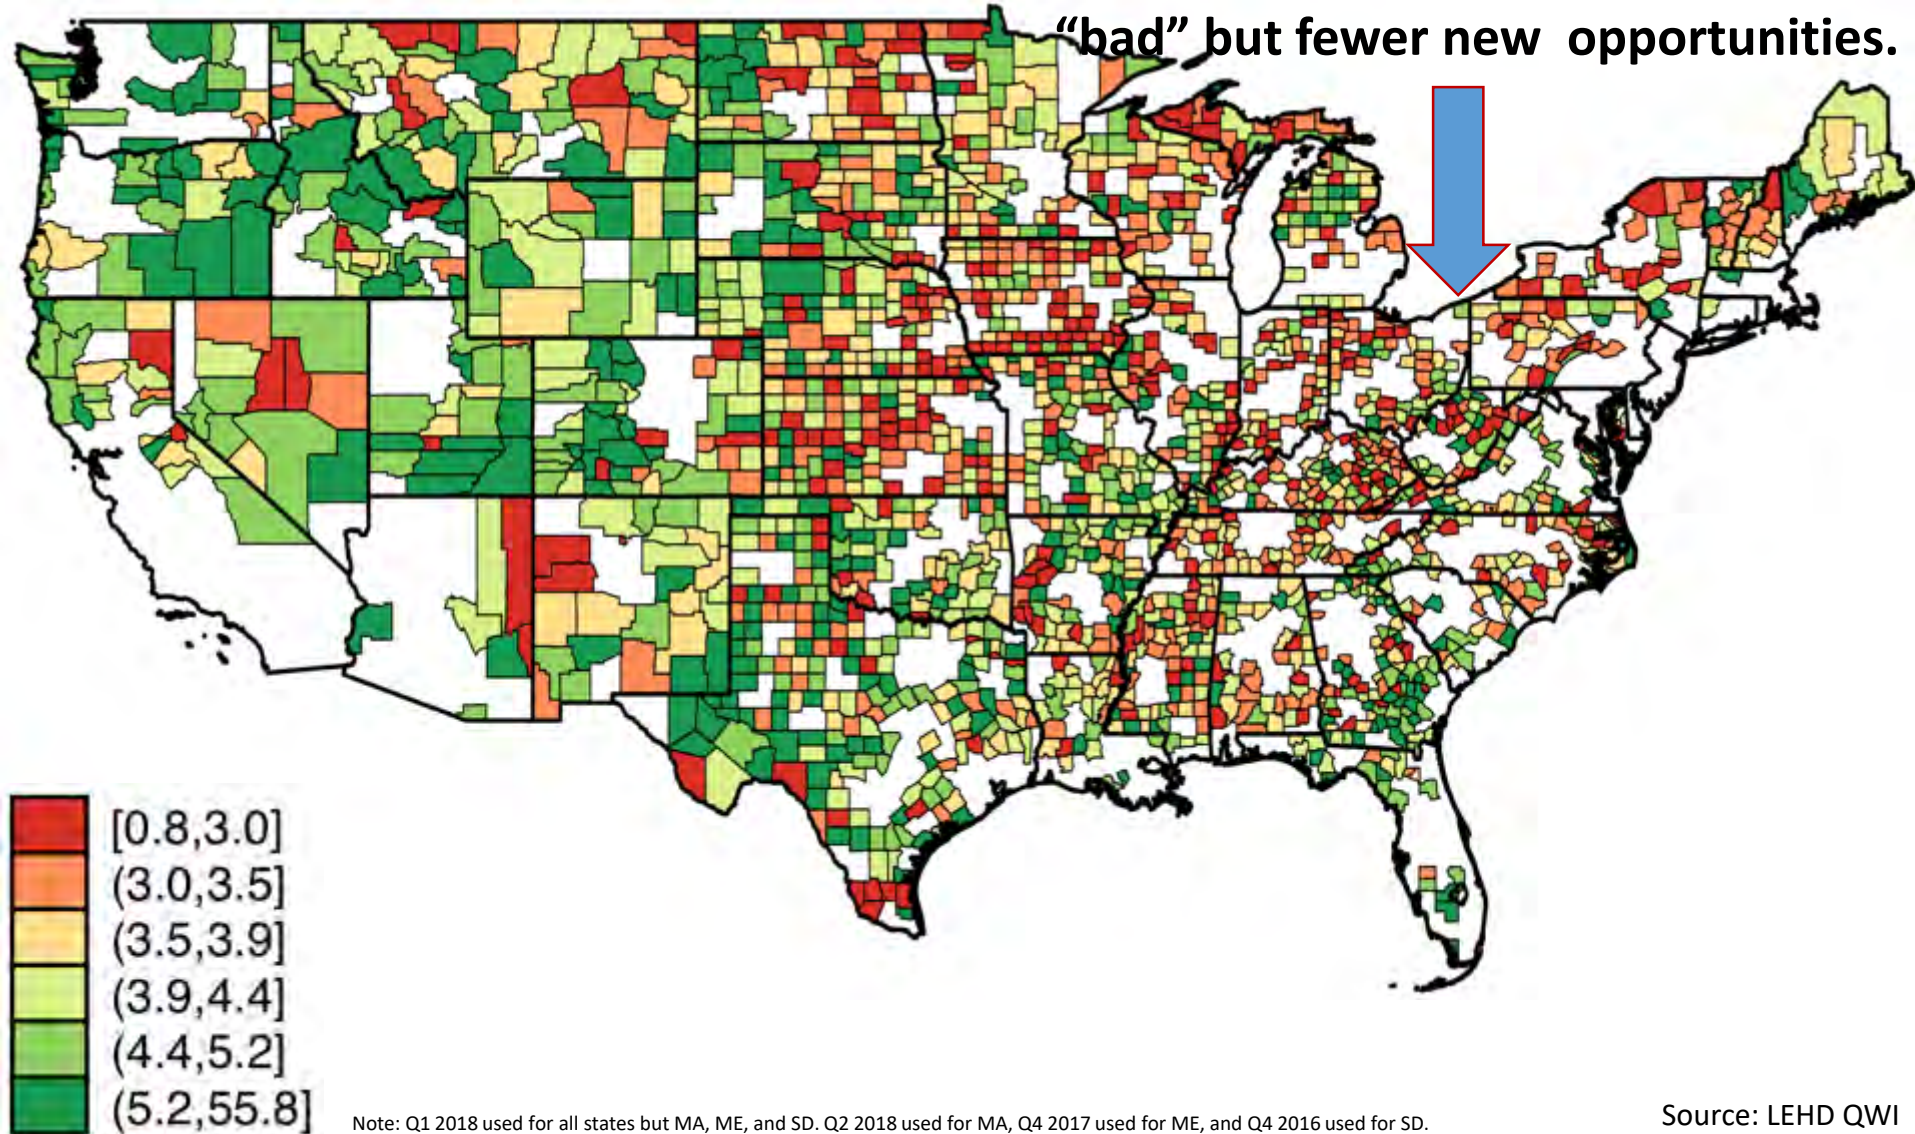 “bad” but fewer new  opportunities.
[0.8,3.0]
(3.0,3.5]
(3.5,3.9]
(3.9,4.4]
(4.4,5.2]
(5.2,55.8]
Note: Q1 2018 used for all states but MA, ME, and SD. Q2 2018 used for MA, Q4 2017 used for ME, and Q4 2016 used for SD.
Source: LEHD QWI